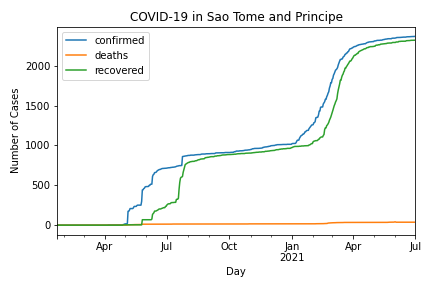 COVID-19 in Sao Tome and Principe
confirmed
deaths
recovered
Number of Cases
2000
1500
1000
500
0
Apr
Jul
Oct
Jan
2021
Apr
Jul
Day